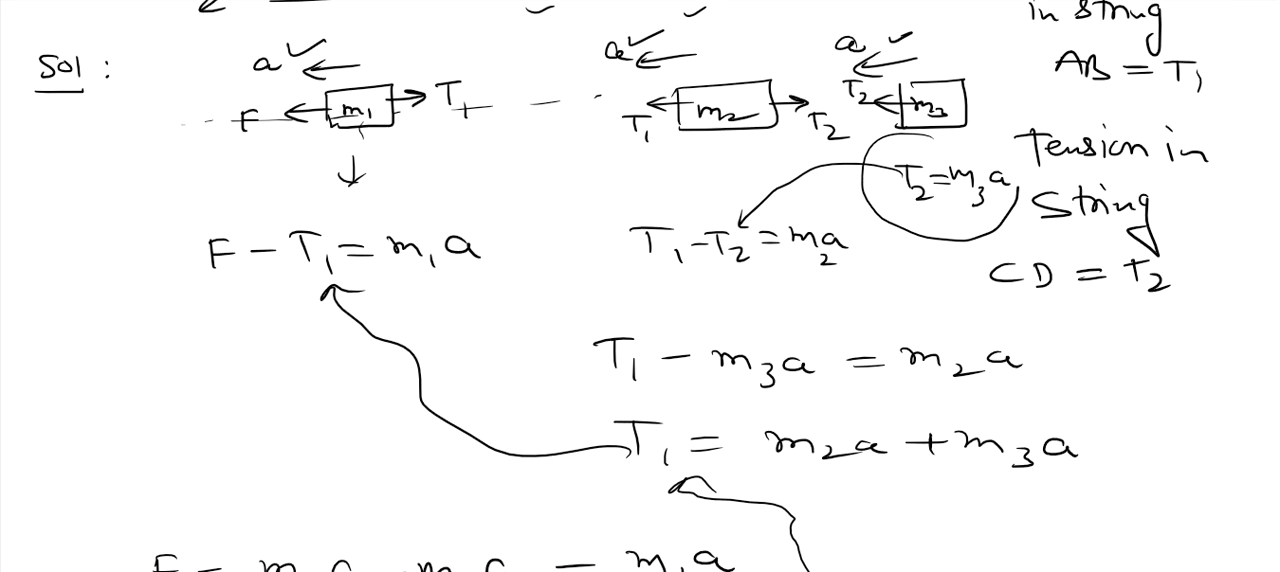 in string
AB = T₁
Sol :
a
a
a
F m₁ T₁
T₁ m₂ T₂
T₂ m₃
Tension in
String
CD = T₂
T₂ = m₃a
F - T₁ = m₁a
T₁ - T₂ = m₂a
T₁ - m₃a = m₂a
T₁ = m₂a + m₃a